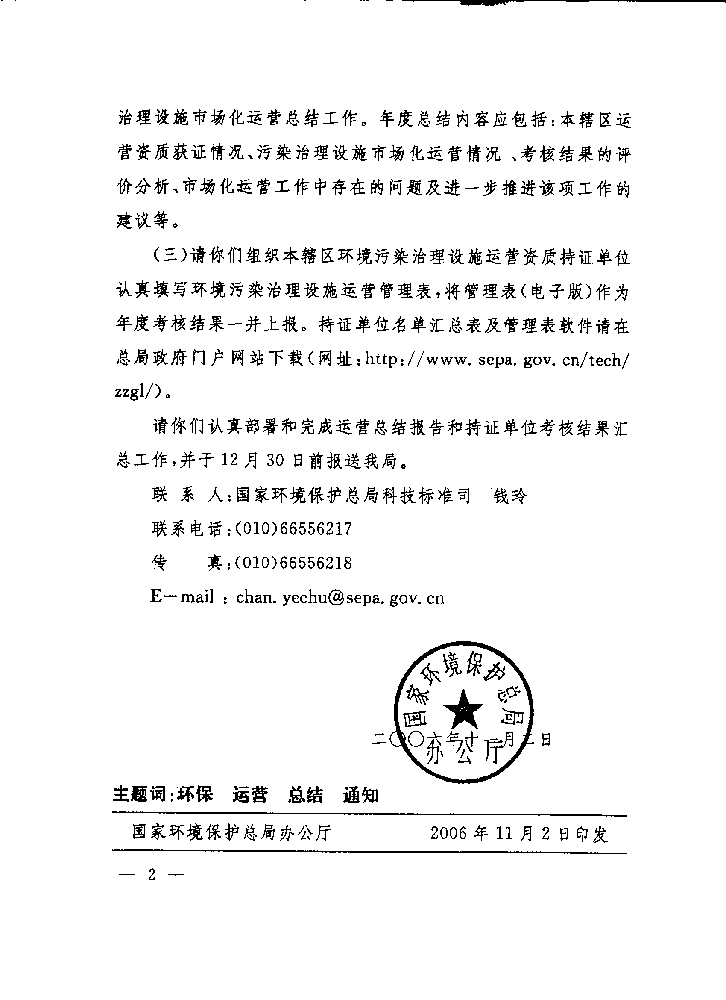 治理设施市场化运营总结工作。年度总结内容应包括:本辖区运
营资质获证情况、污染治理设施市场化运营情况、考核结果的评
价分析、市场化运营工作中存在的问题及进一步推进该项工作的
建议等。
(三)请你们组织本辖区环境污染治理设施运营资质持证单位
认真填写环境污染治理设施运营管理表,将管理表(电子版)作为
年度考核结果一并上报。持证单位名单汇总表及管理表软件请在
总局政府门户网站下载(网址:http://www.sepa.gov.cn/tech/
zzgl/)。
请你们认真部署和完成运营总结报告和持证单位考核结果汇
总工作,并于 12 月 30 日前报送我局。
联 系 人:国家环境保护总局科技标准司 钱玲
联系电话:(010)66556217
传 真:(010)66556218
E-mail : chan.yechu@sepa.gov.cn
国家环境保护总局
二〇〇六年十一月二日
办公厅
主题词:环保 运营 总结 通知
国家环境保护总局办公厅 2006 年 11 月 2 日印发
— 2 —